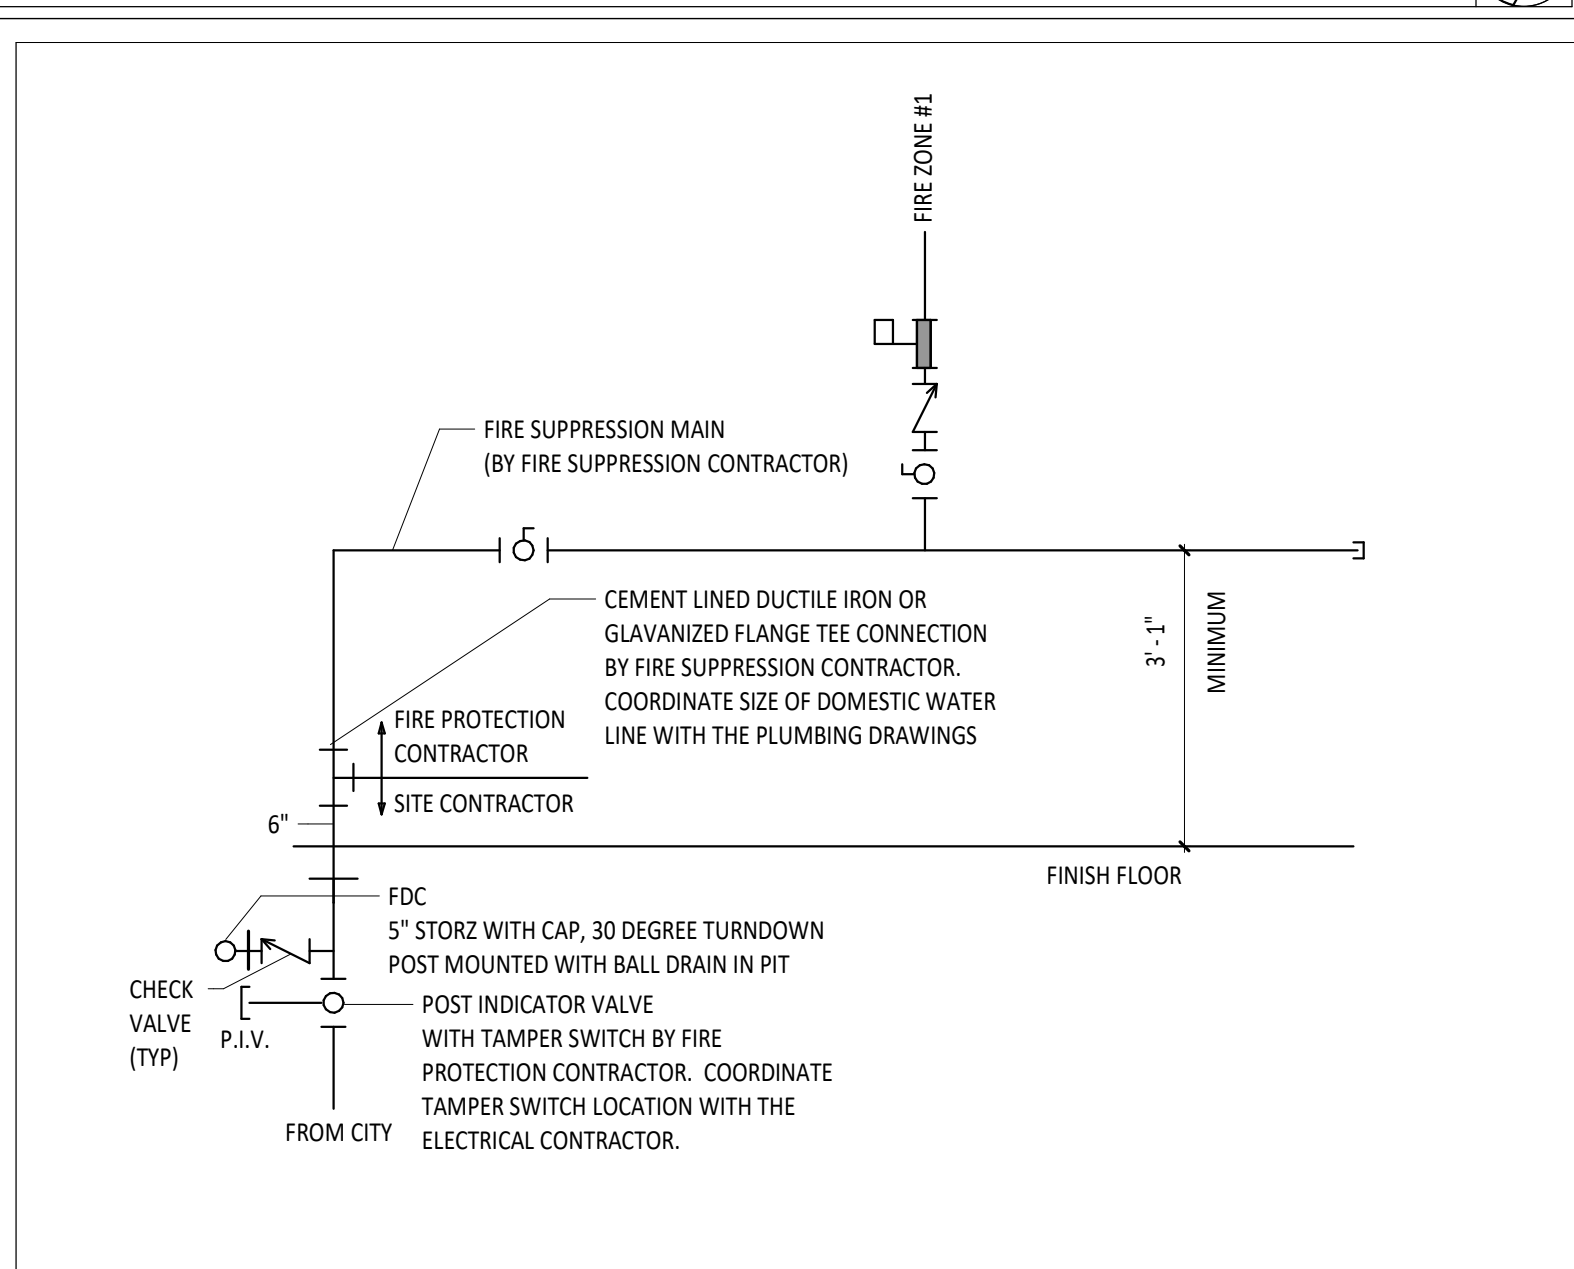 FIRE ZONE #1
FIRE SUPPRESSION MAIN
(BY FIRE SUPPRESSION CONTRACTOR)
CEMENT LINED DUCTILE IRON OR
GLAVANIZED FLANGE TEE CONNECTION
BY FIRE SUPPRESSION CONTRACTOR.
COORDINATE SIZE OF DOMESTIC WATER
LINE WITH THE PLUMBING DRAWINGS
3' - 1"
MINIMUM
FIRE PROTECTION
CONTRACTOR
SITE CONTRACTOR
6"
FINISH FLOOR
FDC
5" STORZ WITH CAP, 30 DEGREE TURNDOWN
POST MOUNTED WITH BALL DRAIN IN PIT
CHECK
VALVE
(TYP)
P.I.V.
POST INDICATOR VALVE
WITH TAMPER SWITCH BY FIRE
PROTECTION CONTRACTOR.  COORDINATE
TAMPER SWITCH LOCATION WITH THE
ELECTRICAL CONTRACTOR.
FROM CITY